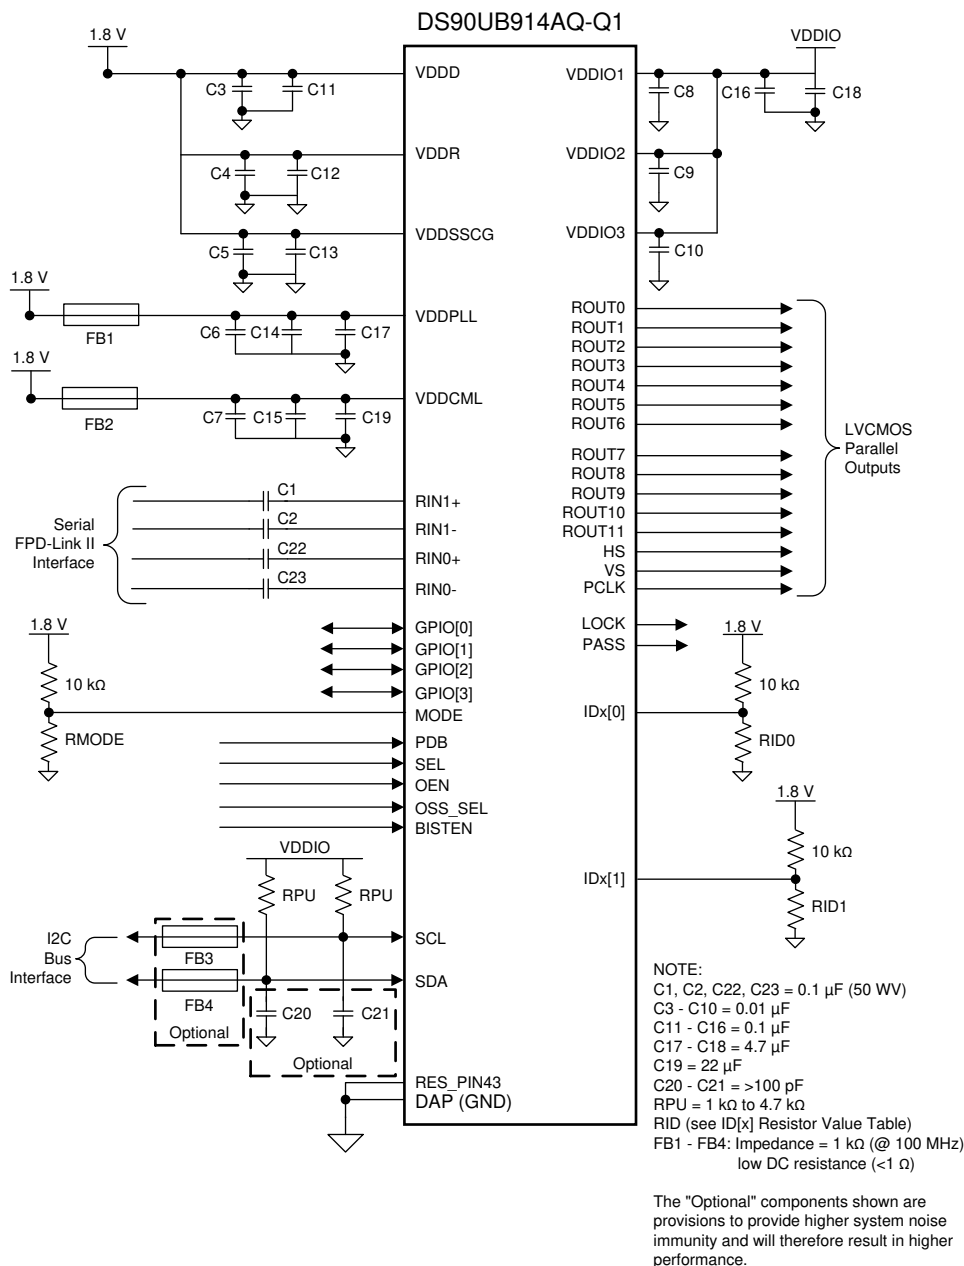 DS90UB914AQ-Q1
1.8 V
VDDD
C3
C11
VDDR
C4
C12
VDDSSCG
C5
C13
1.8 V
FB1
C6
C14
C17
VDDPLL
1.8 V
FB2
C7
C15
C19
VDDCML
Serial
FPD-Link II
Interface
C1
RIN1+
C2
RIN1-
C22
RIN0+
C23
RIN0-
GPIO[0]
GPIO[1]
GPIO[2]
GPIO[3]
1.8 V
10 kΩ
MODE
RMODE
PDB
SEL
OEN
OSS_SEL
BISTEN
VDDIO
RPU
RPU
I2C
Bus
Interface
FB3
SCL
FB4
SDA
Optional
C20
C21
Optional
RES_PIN43
DAP (GND)
VDDIO
VDDIO1
C8
C16
C18
VDDIO2
C9
VDDIO3
C10
ROUT0
ROUT1
ROUT2
ROUT3
ROUT4
ROUT5
ROUT6
ROUT7
ROUT8
ROUT9
ROUT10
ROUT11
HS
VS
PCLK
LVCMOS
Parallel
Outputs
LOCK
PASS
1.8 V
10 kΩ
IDx[0]
RID0
1.8 V
10 kΩ
IDx[1]
RID1
NOTE:
C1, C2, C22, C23 = 0.1 µF (50 WV)
C3 - C10 = 0.01 µF
C11 - C16 = 0.1 µF
C17 - C18 = 4.7 µF
C19 = 22 µF
C20 - C21 = >100 pF
RPU = 1 kΩ to 4.7 kΩ
RID (see ID[x] Resistor Value Table)
FB1 - FB4: Impedance = 1 kΩ (@ 100 MHz)
low DC resistance (<1 Ω)
The "Optional" components shown are
provisions to provide higher system noise
immunity and will therefore result in higher
performance.